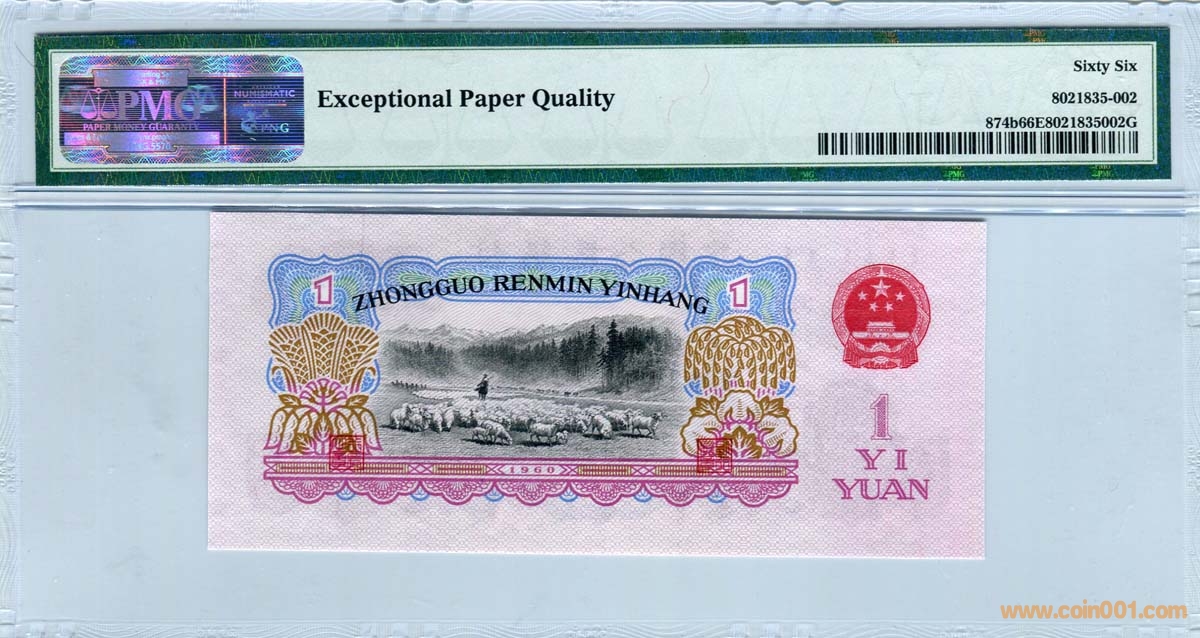 Sixty Six
PMG
PAPER MONEY GUARANTY
NUMISMATIC
Exceptional Paper Quality
8021835-002
874b66E8021835002G
1
ZHONGGUO RENMIN YINHANG
1
1960
1
YI
YUAN
www.coin001.com